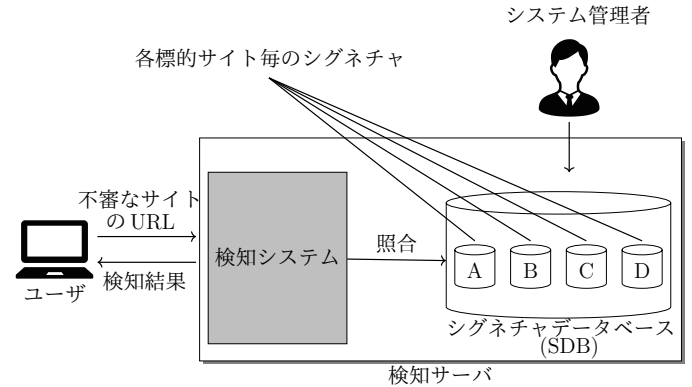 システム管理者
各標的サイト毎のシグネチャ
不審なサイト
の URL
検知システム
照合
A
B
C
D
検知結果
ユーザ
シグネチャデータベース
(SDB)
検知サーバ